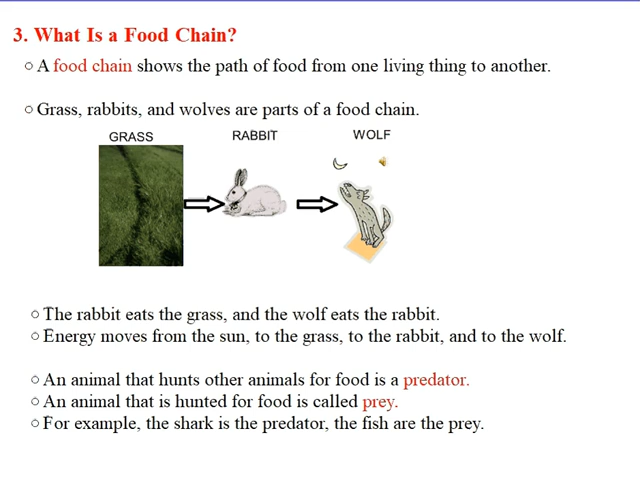 3. What Is a Food Chain?
A food chain shows the path of food from one living thing to another.
Grass, rabbits, and wolves are parts of a food chain.
GRASS RABBIT WOLF
The rabbit eats the grass, and the wolf eats the rabbit.
Energy moves from the sun, to the grass, to the rabbit, and to the wolf.
An animal that hunts other animals for food is a predator.
An animal that is hunted for food is called prey.
For example, the shark is the predator, the fish are the prey.